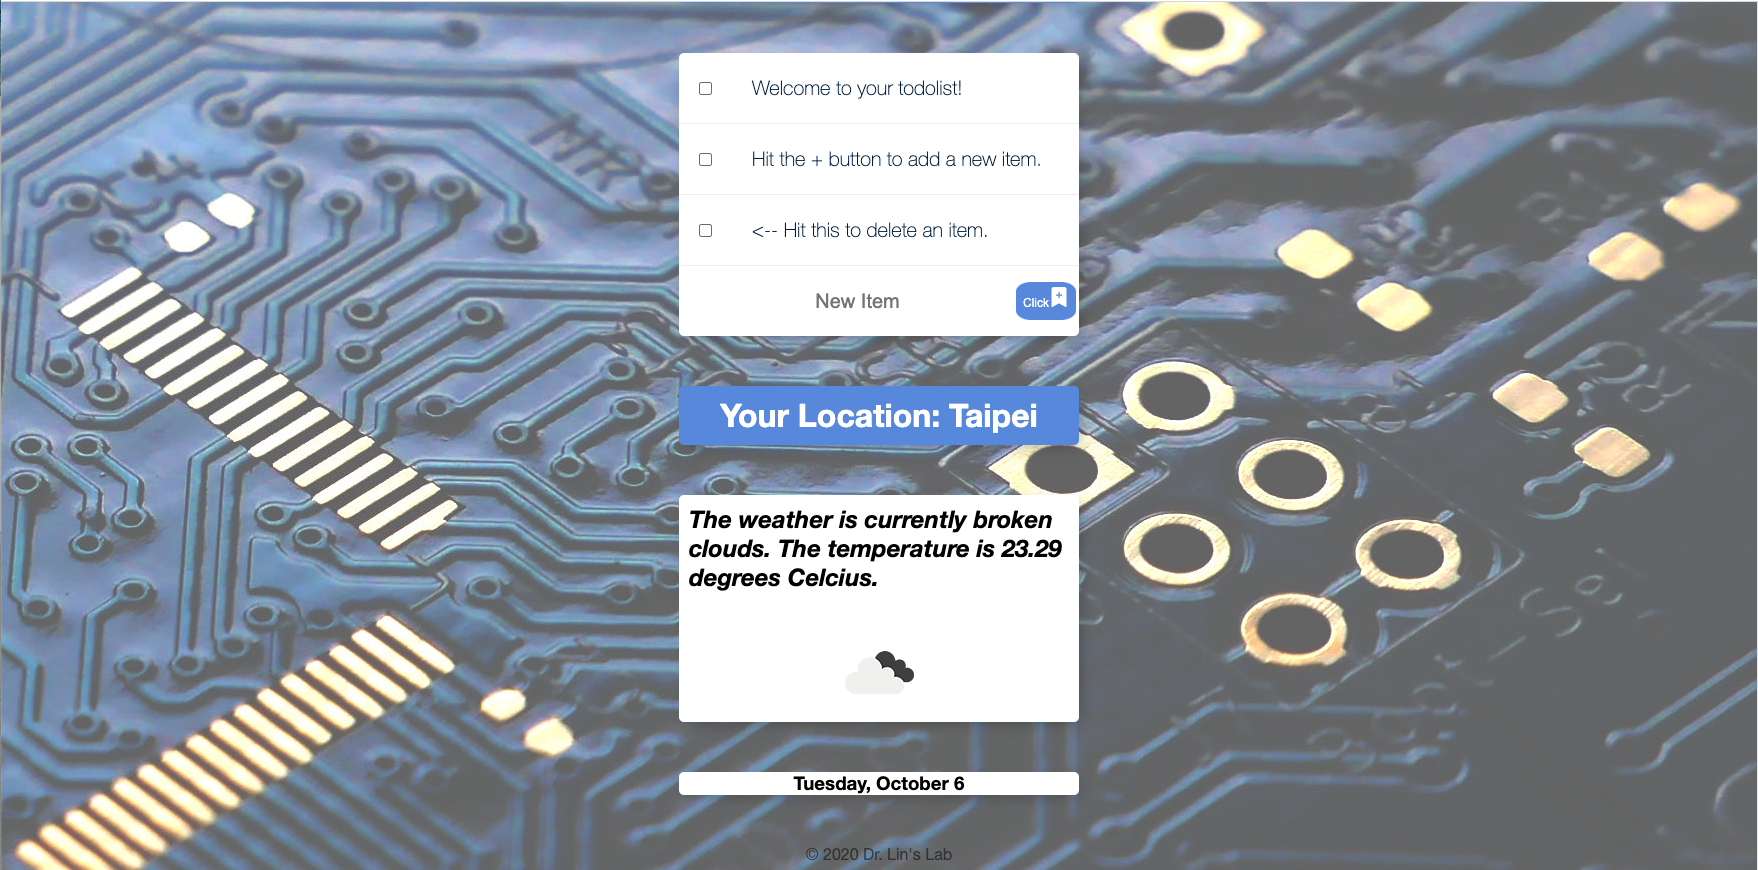 Welcome to your todolist!
Hit the + button to add a new item.
<-- Hit this to delete an item.
New Item
Click
Your Location: Taipei
The weather is currently broken
clouds. The temperature is 23.29
degrees Celcius.
Tuesday, October 6
© 2020 Dr. Lin's Lab